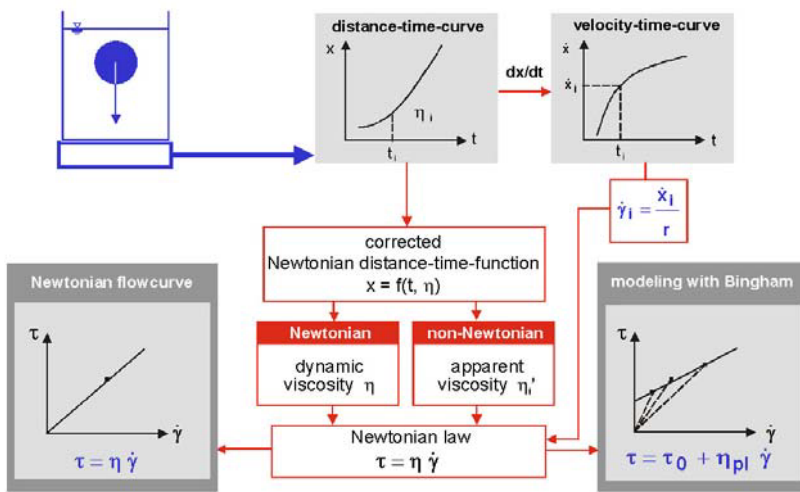 distance-time-curve
x
η i
t i
t
dx/dt
velocity-time-curve
ẋ
ẋ i
t i
t
γ̇ i = ẋ i / r
corrected
Newtonian distance-time-function
x = f(t, η)
Newtonian
dynamic
viscosity η
non-Newtonian
apparent
viscosity ηi'
Newtonian law
τ = η γ̇
Newtonian flowcurve
τ
γ̇
τ = η γ̇
modeling with Bingham
τ
γ̇
τ = τ0 + ηpl γ̇